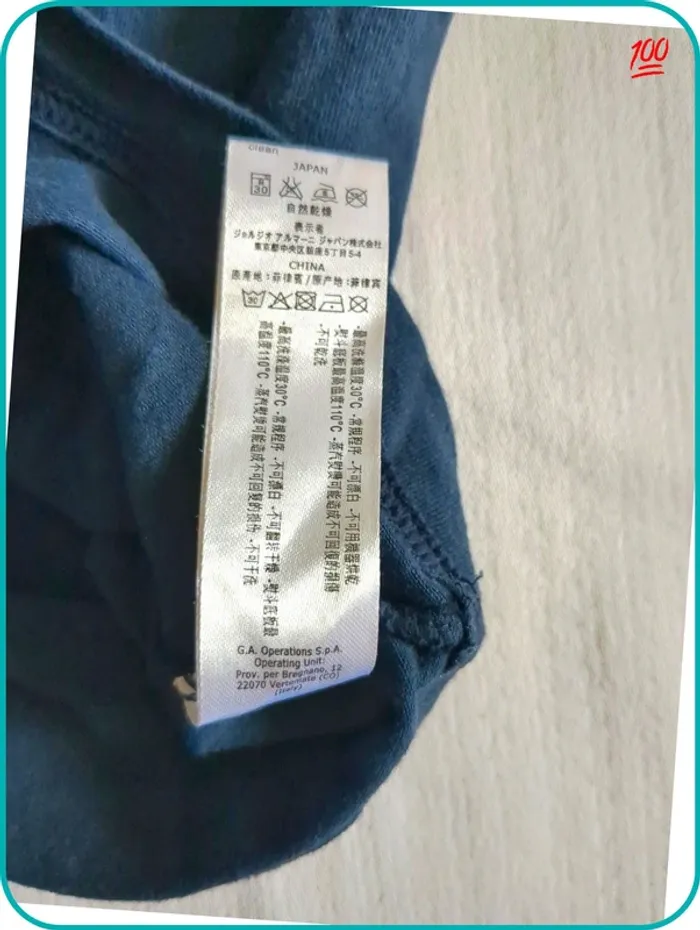 100
clean
JAPAN
30
自然乾燥
表示者
ジョルジオ アルマーニ ジャパン株式会社
東京都中央区銀座5丁目5-4
CHINA
原產地:菲律賓/原产地:菲律宾
30
-最高洗滌溫度30°C -常規程序 -不可漂白 -不可用機器烘乾
-熨斗底板最高溫度110°C -蒸汽熨燙可能造成不可回復的損傷
-不可乾洗
-最高洗涤温度30°C -常规程序 -不可漂白 -不可翻转干燥 -熨斗底板最
高温度110°C -蒸汽熨烫可能造成不可回复的损伤 -不可干洗
G.A. Operations S.p.A.
Operating Unit:
Prov. per Bregnano, 12
22070 Vertemate (CO)
(Italy)